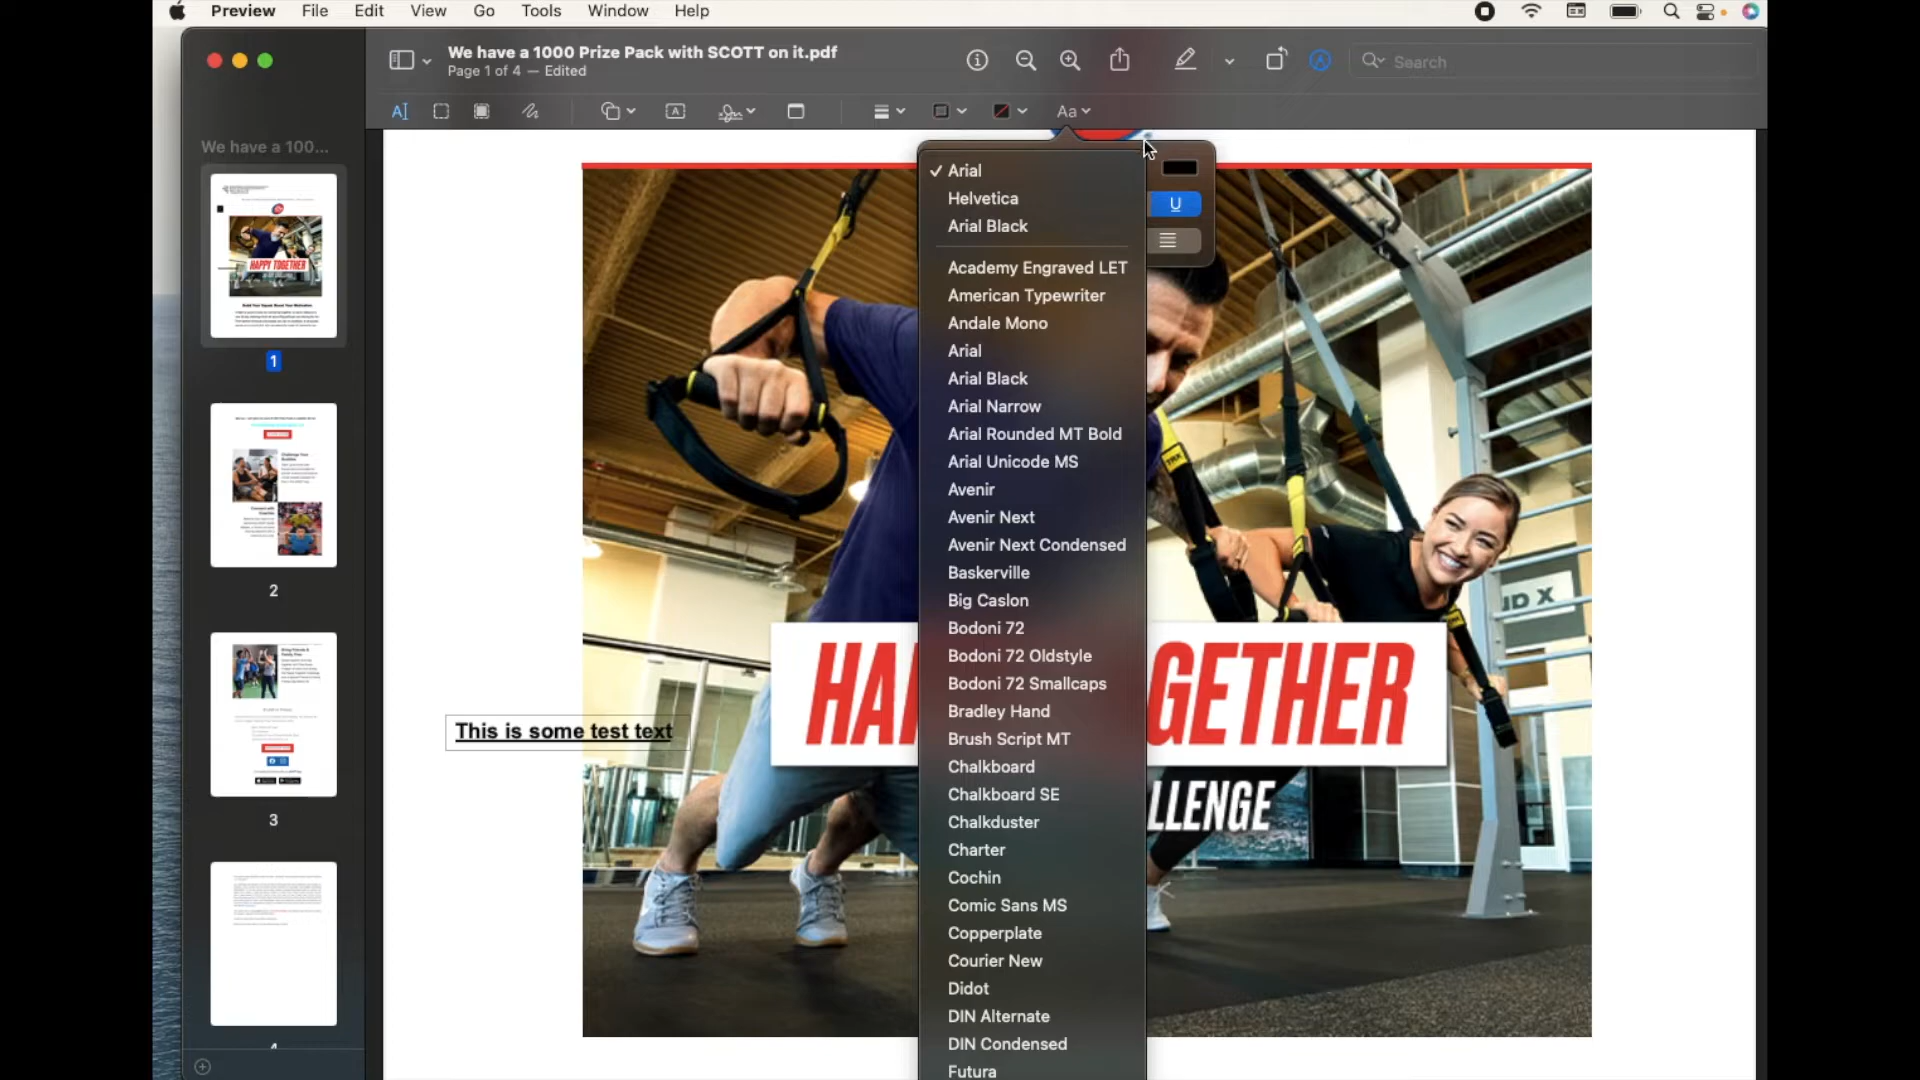 Preview File Edit View Go Tools Window Help
We have a 1000 Prize Pack with SCOTT on it.pdf
Page 1 of 4 — Edited
Search
Aa
We have a 100...
1
2
3
HAPPY TOGETHER
Arial
Helvetica
Arial Black
Academy Engraved LET
American Typewriter
Andale Mono
Arial
Arial Black
Arial Narrow
Arial Rounded MT Bold
Arial Unicode MS
Avenir
Avenir Next
Avenir Next Condensed
Baskerville
Big Caslon
Bodoni 72
Bodoni 72 Oldstyle
Bodoni 72 Smallcaps
Bradley Hand
Brush Script MT
Chalkboard
Chalkboard SE
Chalkduster
Charter
Cochin
Comic Sans MS
Copperplate
Courier New
Didot
DIN Alternate
DIN Condensed
Futura
U
TRX
UD X
HA
GETHER
LLENGE
This is some test text